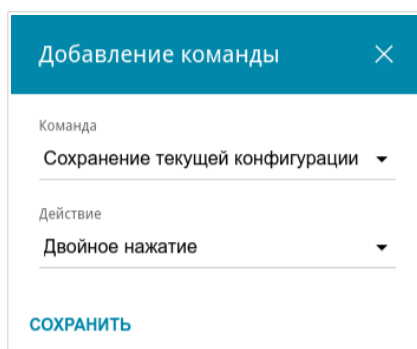 Добавление команды
Команда
Сохранение текущей конфигурации
Действие
Двойное нажатие
СОХРАНИТЬ